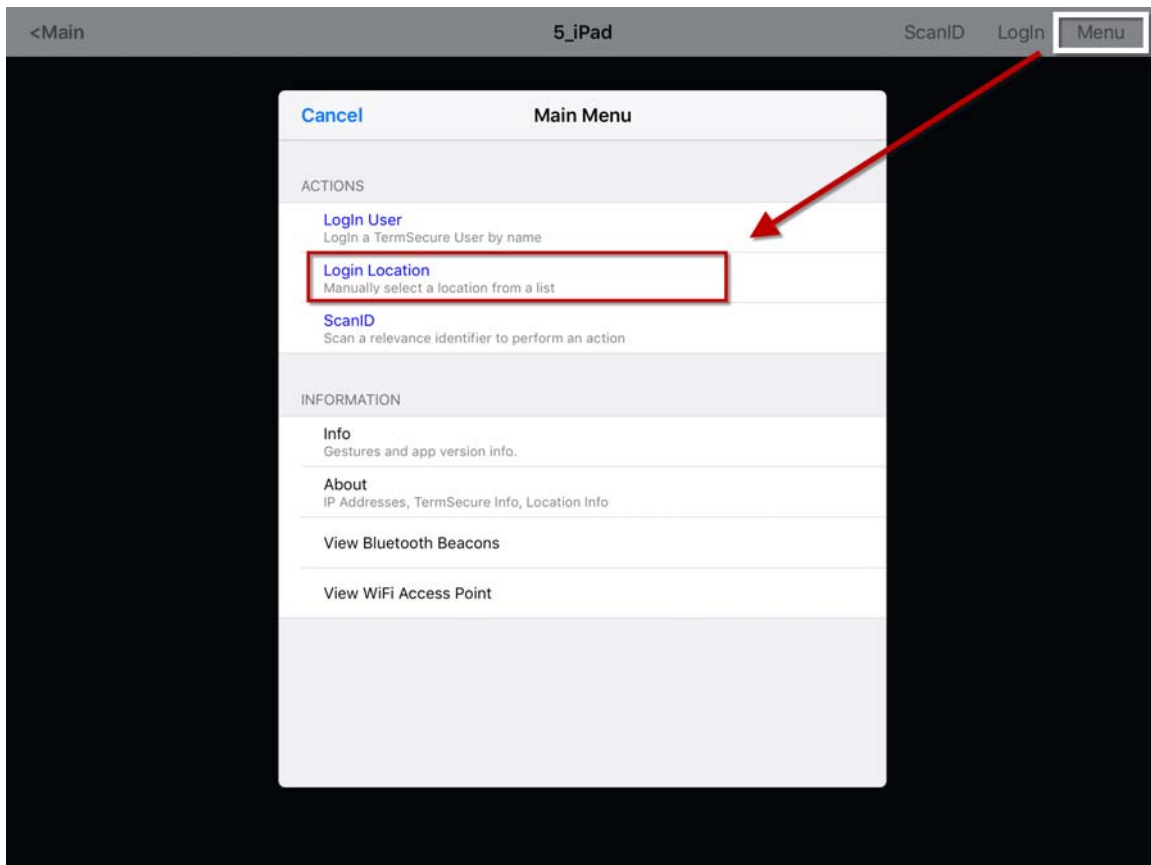 <Main 5_iPad ScanID LogIn Menu
Cancel Main Menu
ACTIONS
LogIn User
LogIn a TermSecure User by name
Login Location
Manually select a location from a list
ScanID
Scan a relevance identifier to perform an action
INFORMATION
Info
Gestures and app version info.
About
IP Addresses, TermSecure Info, Location Info
View Bluetooth Beacons
View WiFi Access Point